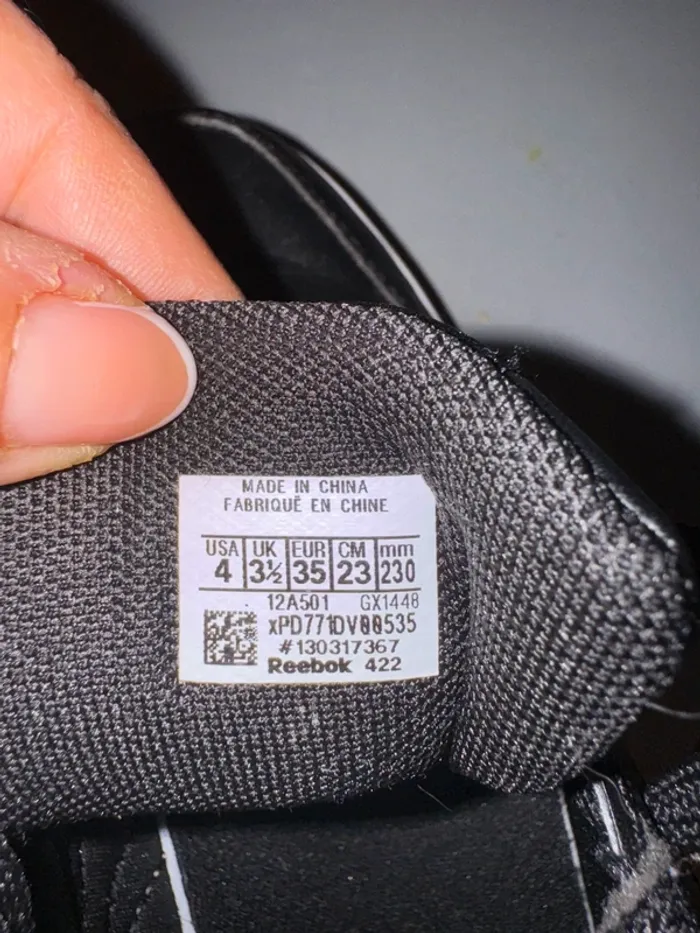 MADE IN CHINA
FABRIQUÉ EN CHINE
USA UK EUR CM mm
4 3½ 35 23 230
12A501 GX1448
xPD771DV00535
#130317367
Reebok 422